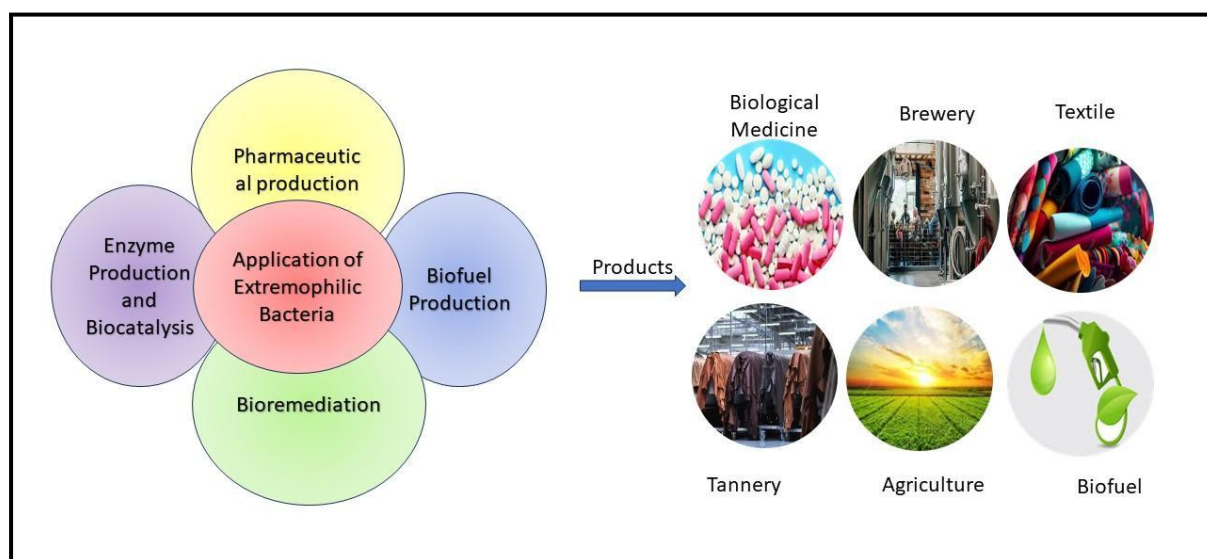 Pharmaceutic
al production
Enzyme
Production
and
Biocatalysis
Application of
Extremophilic
Bacteria
Biofuel
Production
Bioremediation
Products
Biological
Medicine
Brewery
Textile
Tannery
Agriculture
Biofuel